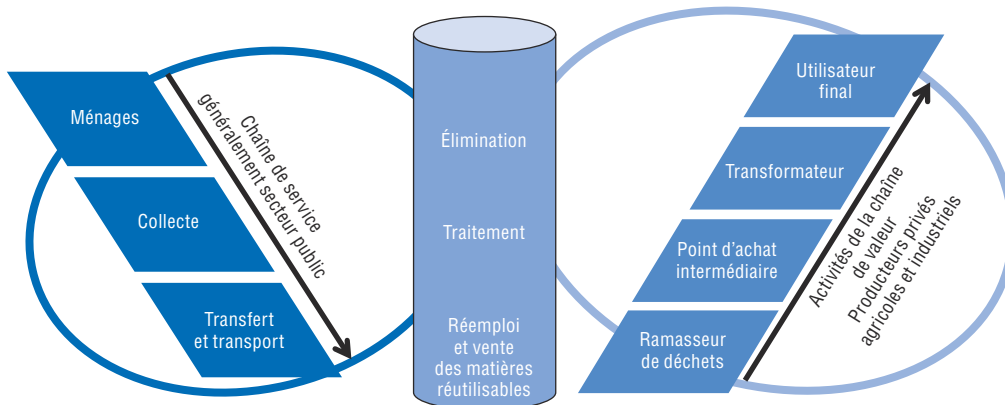 Ménages
Collecte
Transfert
et transport
Chaîne de service
généralement secteur public
Élimination
Traitement
Réemploi
et vente
des matières
réutilisables
Utilisateur
final
Transformateur
Point d'achat
intermédiaire
Ramasseur
de déchets
Activités de la chaîne
de valeur
Producteurs privés
agricoles et industriels